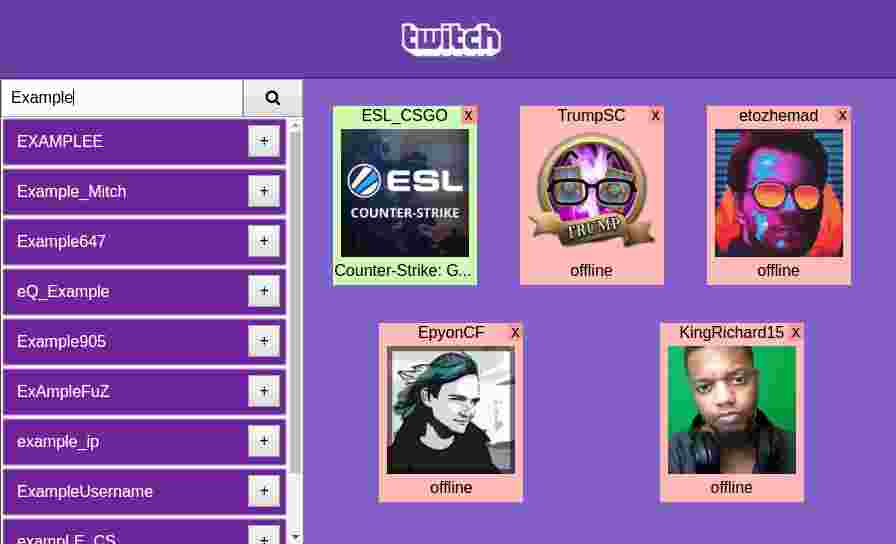 twitch
Example
EXAMPLEE +
Example_Mitch +
Example647 +
eQ_Example +
Example905 +
ExAmpleFuZ +
example_ip +
ExampleUsername +
exampLE_CS +
ESL_CSGO X
ESL
COUNTER-STRIKE
Counter-Strike: G...
TrumpSC X
TRUMP
offline
etozhemad X
offline
EpyonCF X
offline
KingRichard15 X
offline